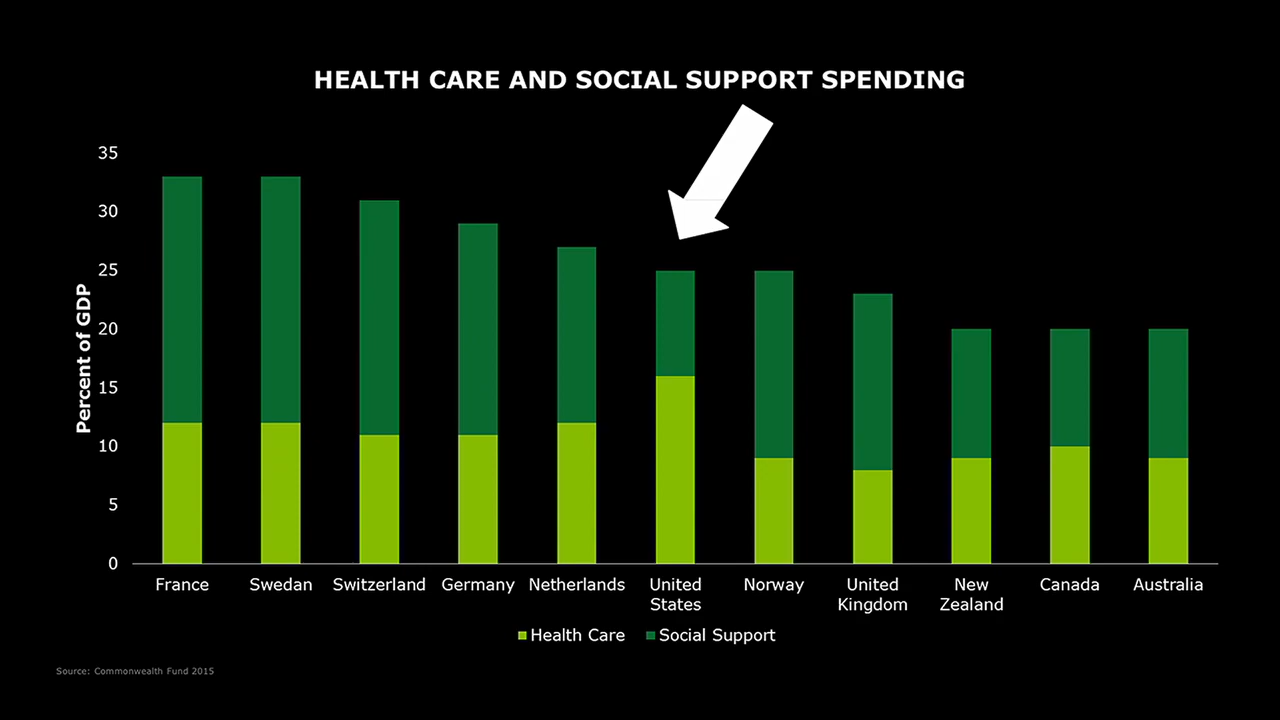 HEALTH CARE AND SOCIAL SUPPORT SPENDING
35
30
25
20
15
10
5
0
Percent of GDP
France
Swedan
Switzerland
Germany
Netherlands
United
States
Norway
United
Kingdom
New
Zealand
Canada
Australia
Health Care
Social Support
Source: Commonwealth Fund 2015